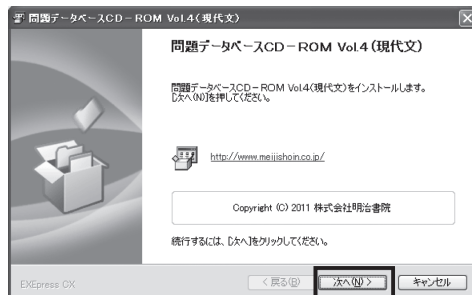 問題データベースCD－ROM Vol.4(現代文)
問題データベースCD－ROM Vol.4(現代文)
問題データベースCD－ROM Vol.4(現代文)をインストールします。
[次へ(N)]を押してください。
http://www.meijishoin.co.jp/
Copyright (C) 2011 株式会社明治書院
続行するには、[次へ]をクリックしてください。
EXEpress CX
< 戻る(B)
次へ(N) >
キャンセル